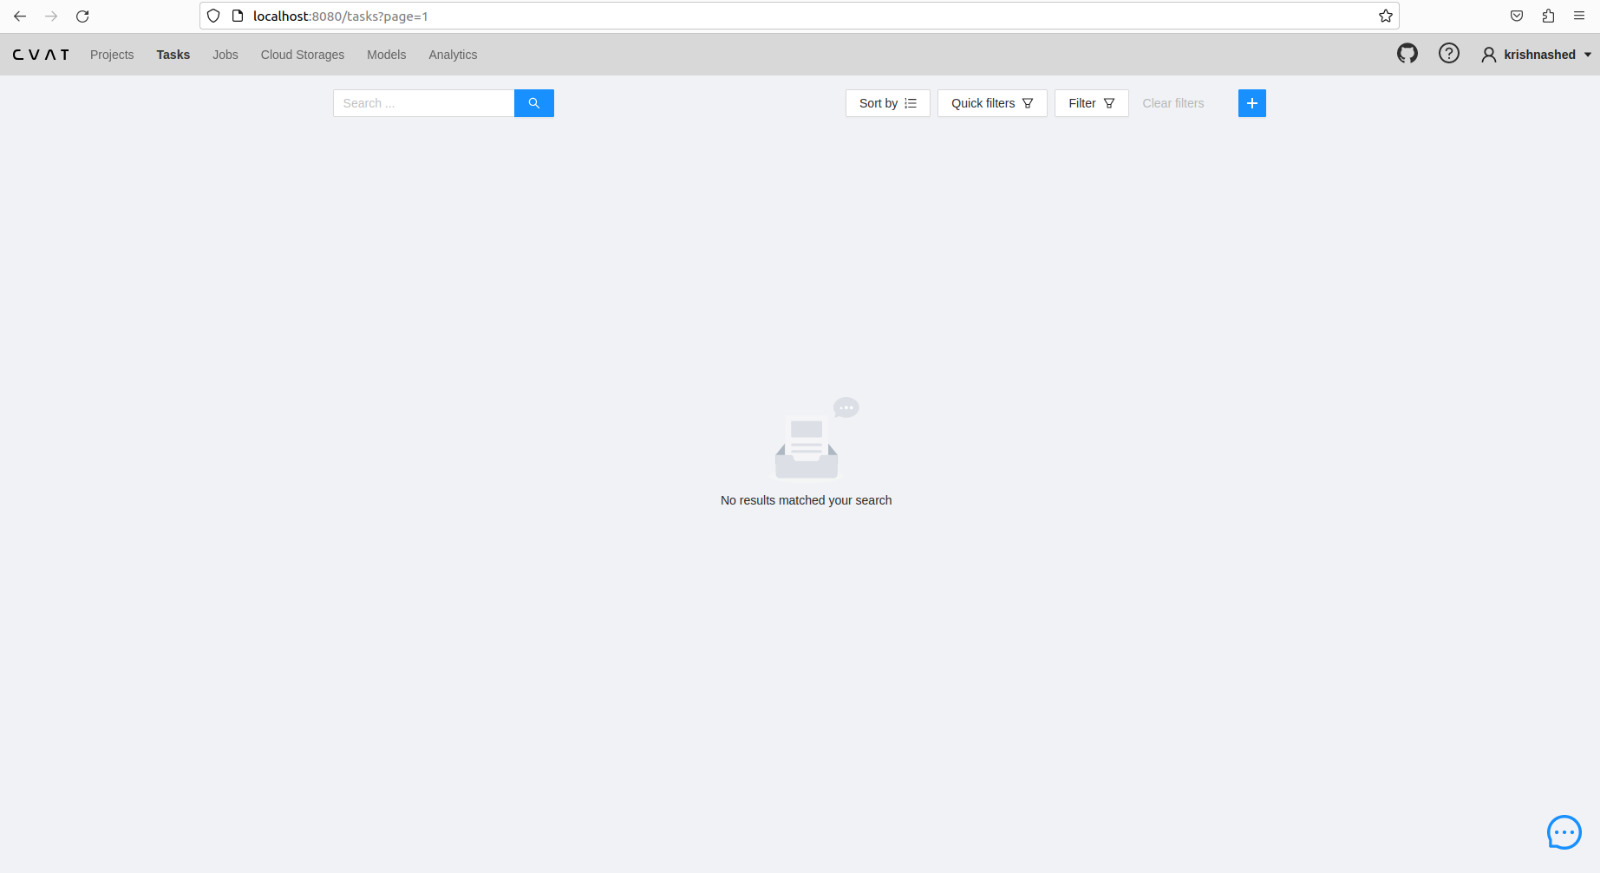 localhost:8080/tasks?page=1
CVAT Projects Tasks Jobs Cloud Storages Models Analytics krishnashed
Search ... Sort by Quick filters Filter Clear filters +
No results matched your search